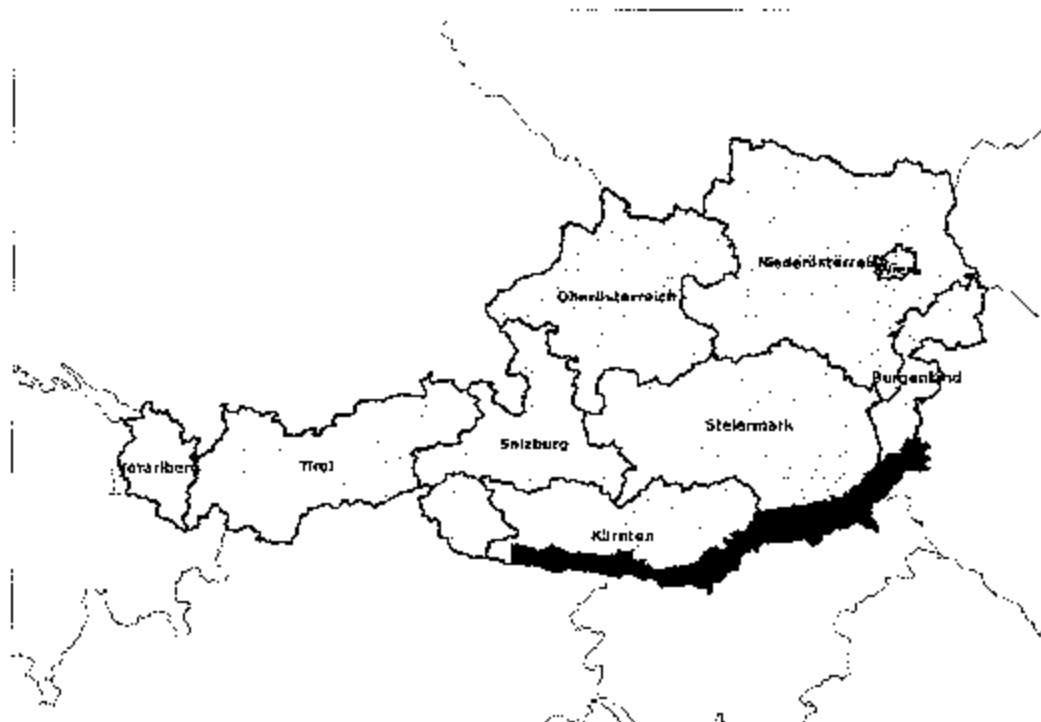 Niederösterreich
Wien
Oberösterreich
Burgenland
Steiermark
Salzburg
Tirol
Vorarlberg
Kärnten